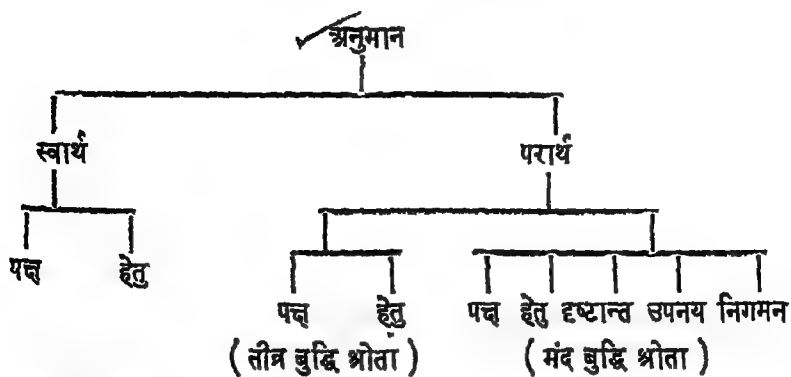 अनुमान
स्वार्थ परार्थ
पक्ष हेतु
पक्ष हेतु पक्ष हेतु दृष्टान्त उपनय निगमन
( तीव्र बुद्धि श्रोता ) ( मंद बुद्धि श्रोता )